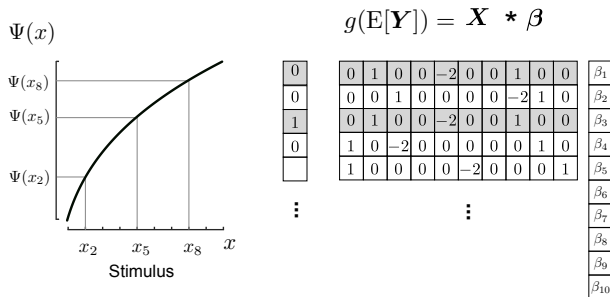 Ψ(x)
g(E[Y]) = X * β
Ψ(x₈)
Ψ(x₅)
Ψ(x₂)
x₂ x₅ x₈ x
Stimulus
0
0
1
0
⋮
0 1 0 0 −2 0 0 1 0 0
0 0 1 0 0 0 0 −2 1 0
0 1 0 0 −2 0 0 1 0 0
1 0 −2 0 0 0 0 0 1 0
1 0 0 0 0 −2 0 0 0 1
⋮
β₁
β₂
β₃
β₄
β₅
β₆
β₇
β₈
β₉
β₁₀